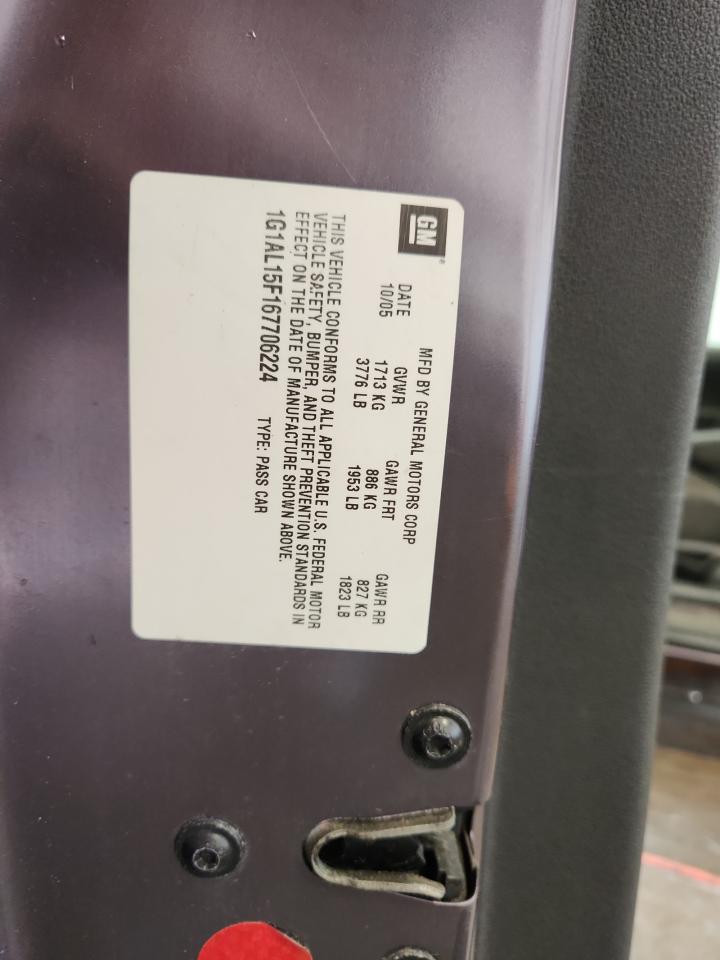 GM®
MFD BY GENERAL MOTORS CORP
DATE GVWR GAWR FRT GAWR RR
10/05 1713 KG 886 KG 827 KG
3776 LB 1953 LB 1823 LB
THIS VEHICLE CONFORMS TO ALL APPLICABLE U.S. FEDERAL MOTOR
VEHICLE SAFETY, BUMPER, AND THEFT PREVENTION STANDARDS IN
EFFECT ON THE DATE OF MANUFACTURE SHOWN ABOVE.
1G1AL15F167706224 TYPE: PASS CAR